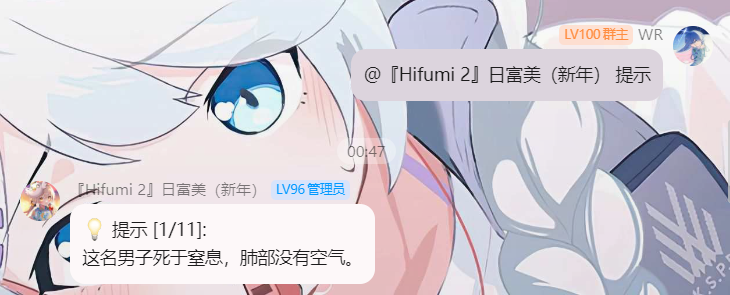 LV100 群主 WR
@『Hifumi 2』日富美（新年） 提示
00:47
『Hifumi 2』日富美（新年） LV96 管理员
💡 提示 [1/11]:
这名男子死于窒息，肺部没有空气。
K.S.P.